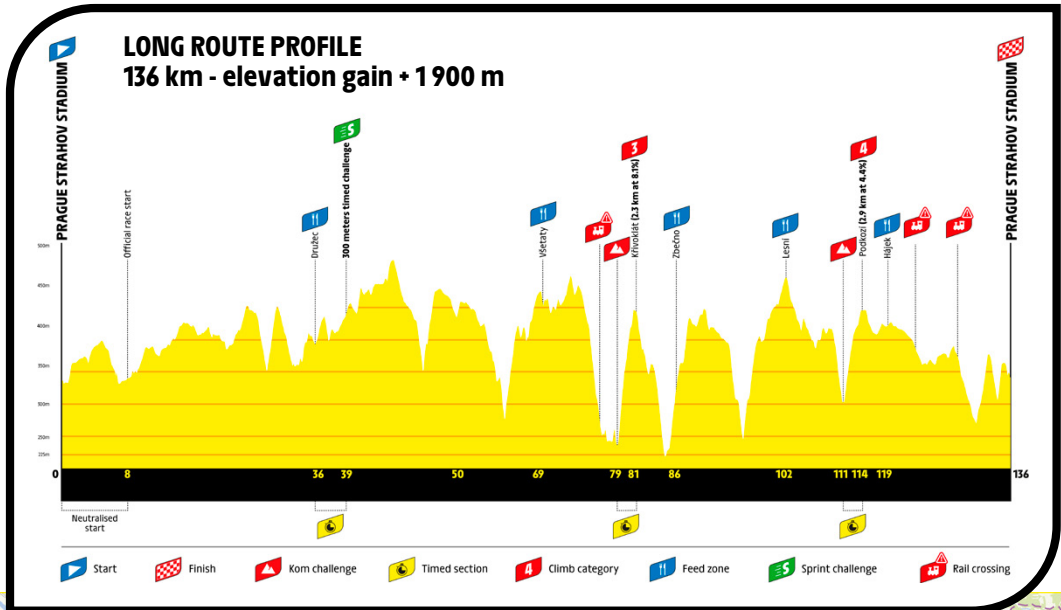 LONG ROUTE PROFILE
136 km - elevation gain + 1 900 m
PRAGUE STRAHOV STADIUM
Official race start
Družec
S
300 meters timed challenge
Všetaty
3
Křivoklát (2.3 km at 8.1%)
Zbečno
Lesní
4
Podkozí (2.9 km at 4.4%)
Hájek
PRAGUE STRAHOV STADIUM
500m
450m
400m
350m
300m
250m
225m
0 8 36 39 50 69 79 81 86 102 111 114 119 136
Neutralised
start
Start
Finish
Kom challenge
Timed section
4 Climb category
Feed zone
S Sprint challenge
Rail crossing